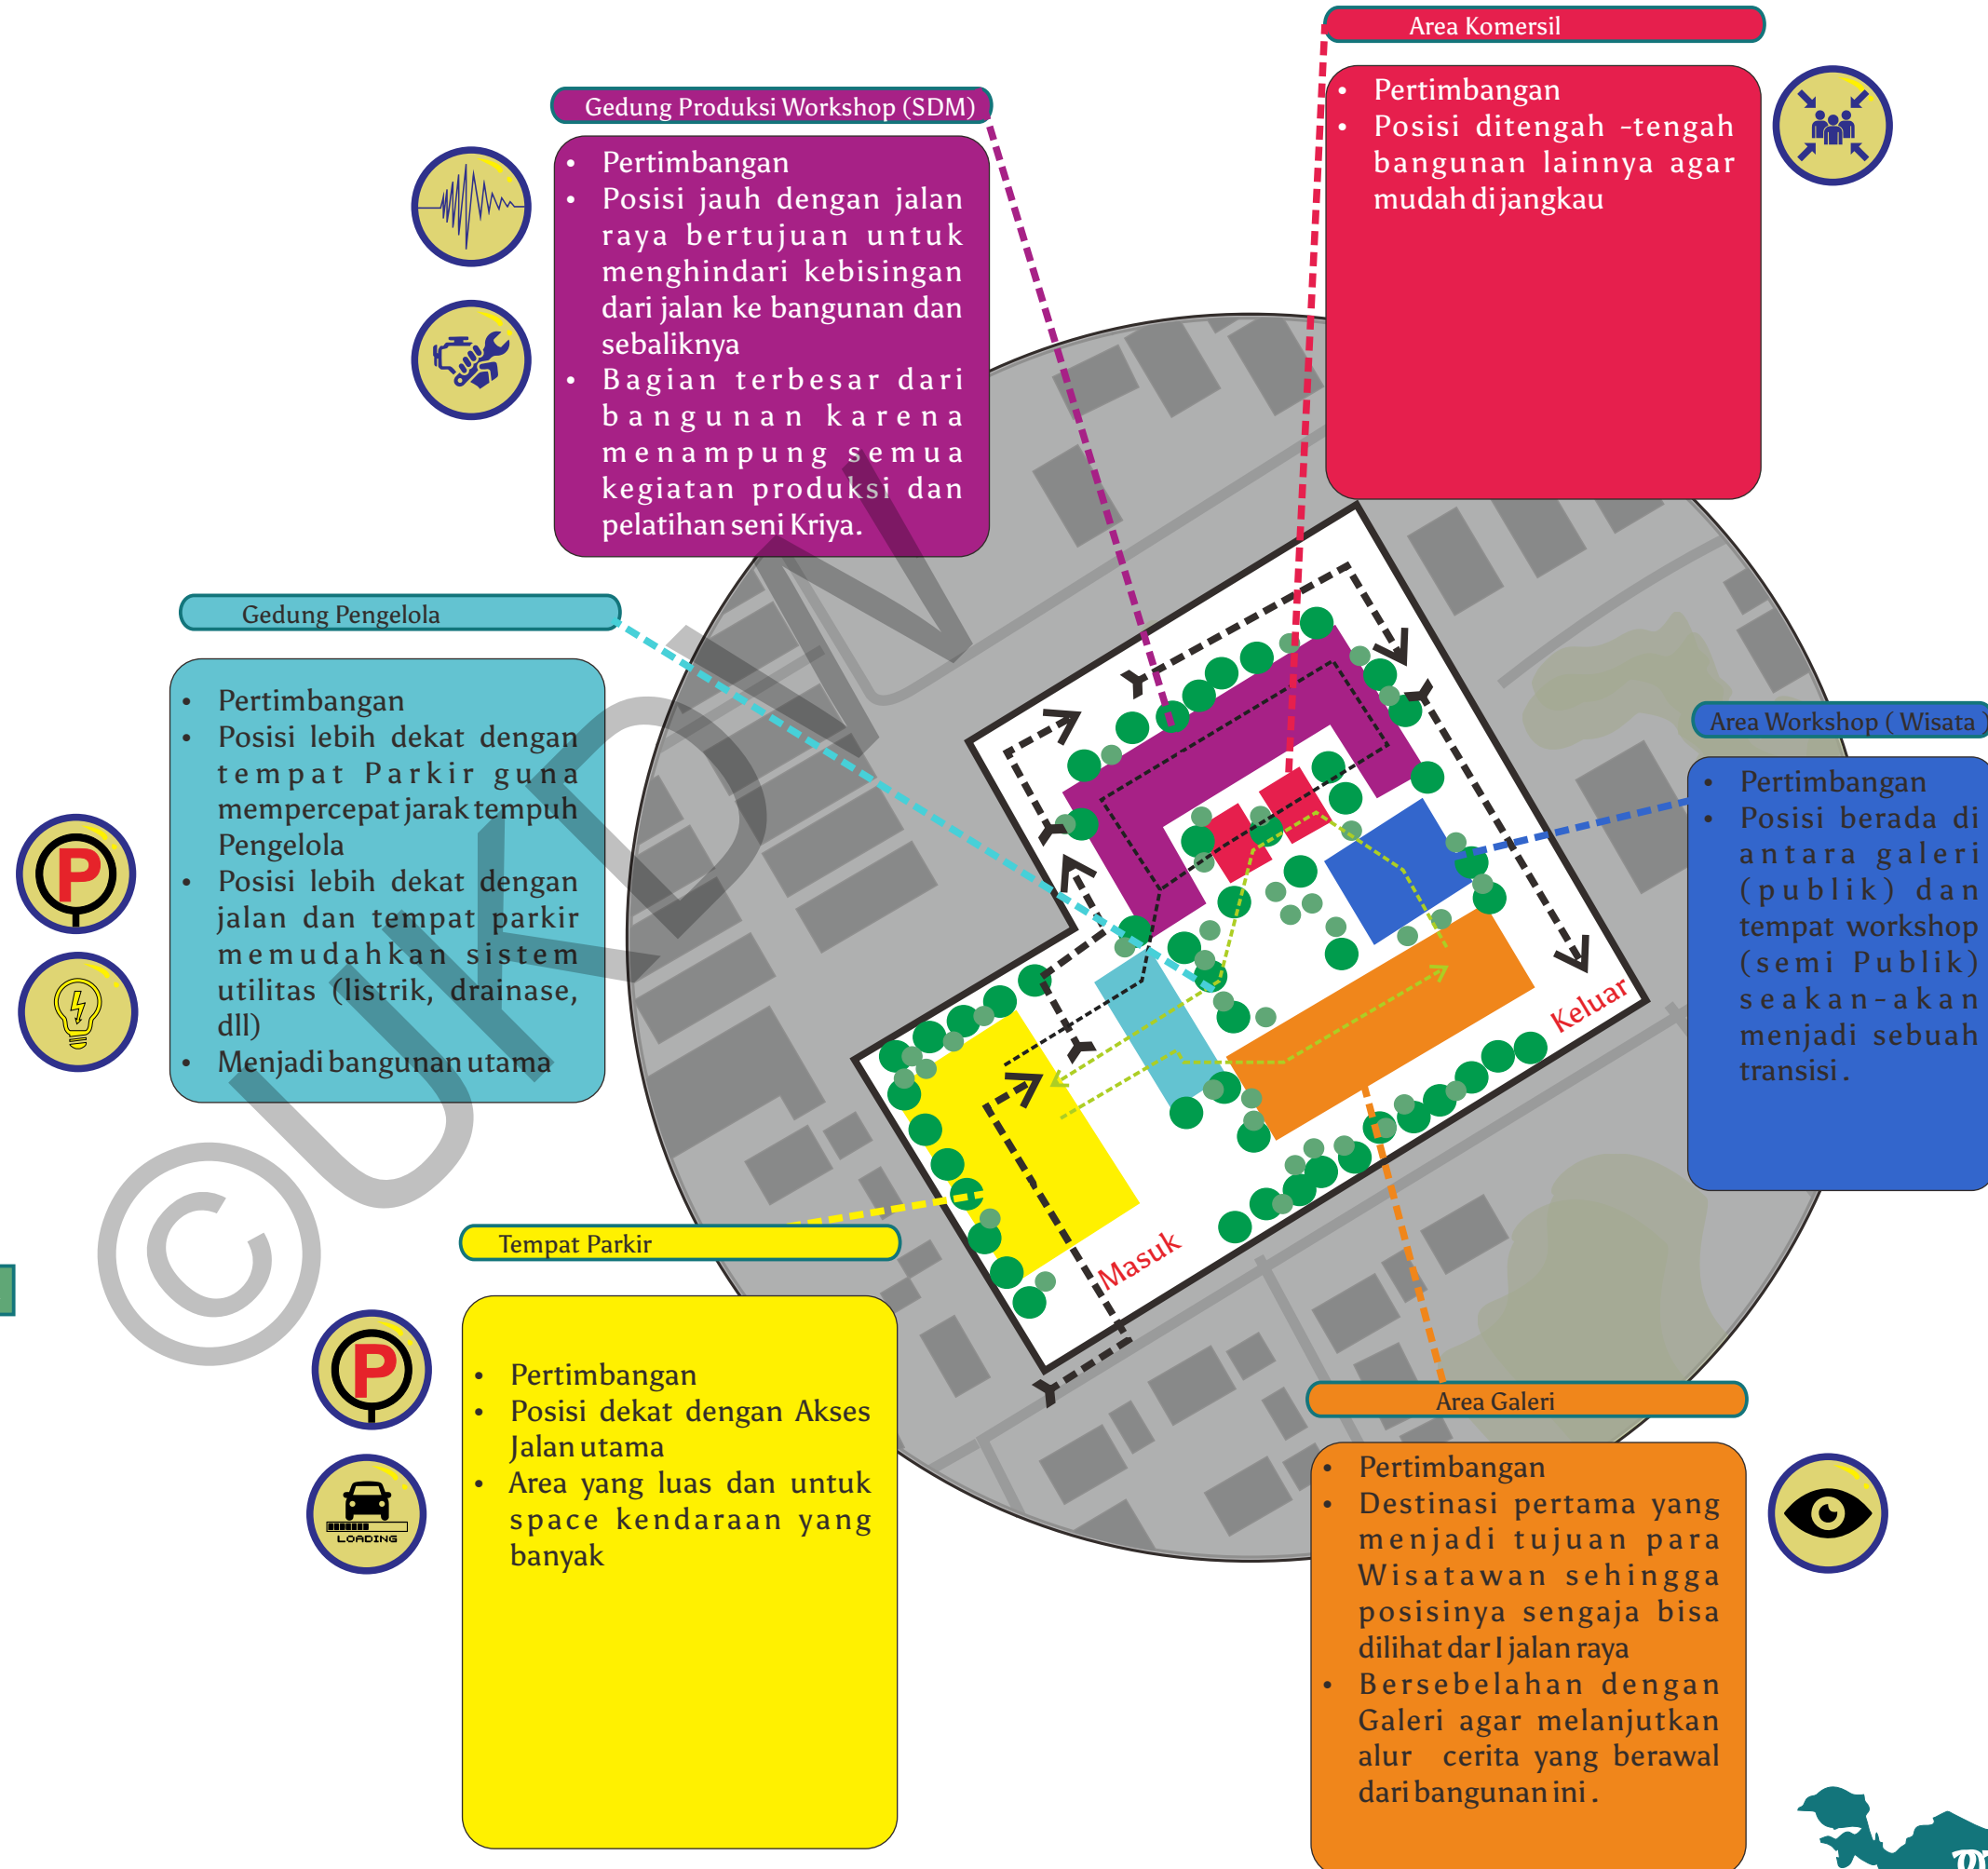 Area Komersil
• Pertimbangan
• Posisi ditengah -tengah
bangunan lainnya agar
mudah dijangkau
Gedung Produksi Workshop (SDM)
• Pertimbangan
• Posisi jauh dengan jalan
raya bertujuan untuk
menghindari kebisingan
dari jalan ke bangunan dan
sebaliknya
• Bagian terbesar dari
bangunan karena
menampung semua
kegiatan produksi dan
pelatihan seni Kriya.
Gedung Pengelola
• Pertimbangan
• Posisi lebih dekat dengan
tempat Parkir guna
mempercepat jarak tempuh
Pengelola
• Posisi lebih dekat dengan
jalan dan tempat parkir
memudahkan sistem
utilitas (listrik, drainase,
dll)
• Menjadi bangunan utama
P
Area Workshop ( Wisata )
• Pertimbangan
• Posisi berada di
antara galeri
(publik) dan
tempat workshop
(semi Publik)
seakan-akan
menjadi sebuah
transisi .
Keluar
Masuk
Tempat Parkir
• Pertimbangan
• Posisi dekat dengan Akses
Jalan utama
• Area yang luas dan untuk
space kendaraan yang
banyak
P
LOADING
Area Galeri
• Pertimbangan
• Destinasi pertama yang
menjadi tujuan para
Wisatawan sehingga
posisinya sengaja bisa
dilihat darI jalan raya
• Bersebelahan dengan
Galeri agar melanjutkan
alur cerita yang berawal
dari bangunan ini .
©UKDW